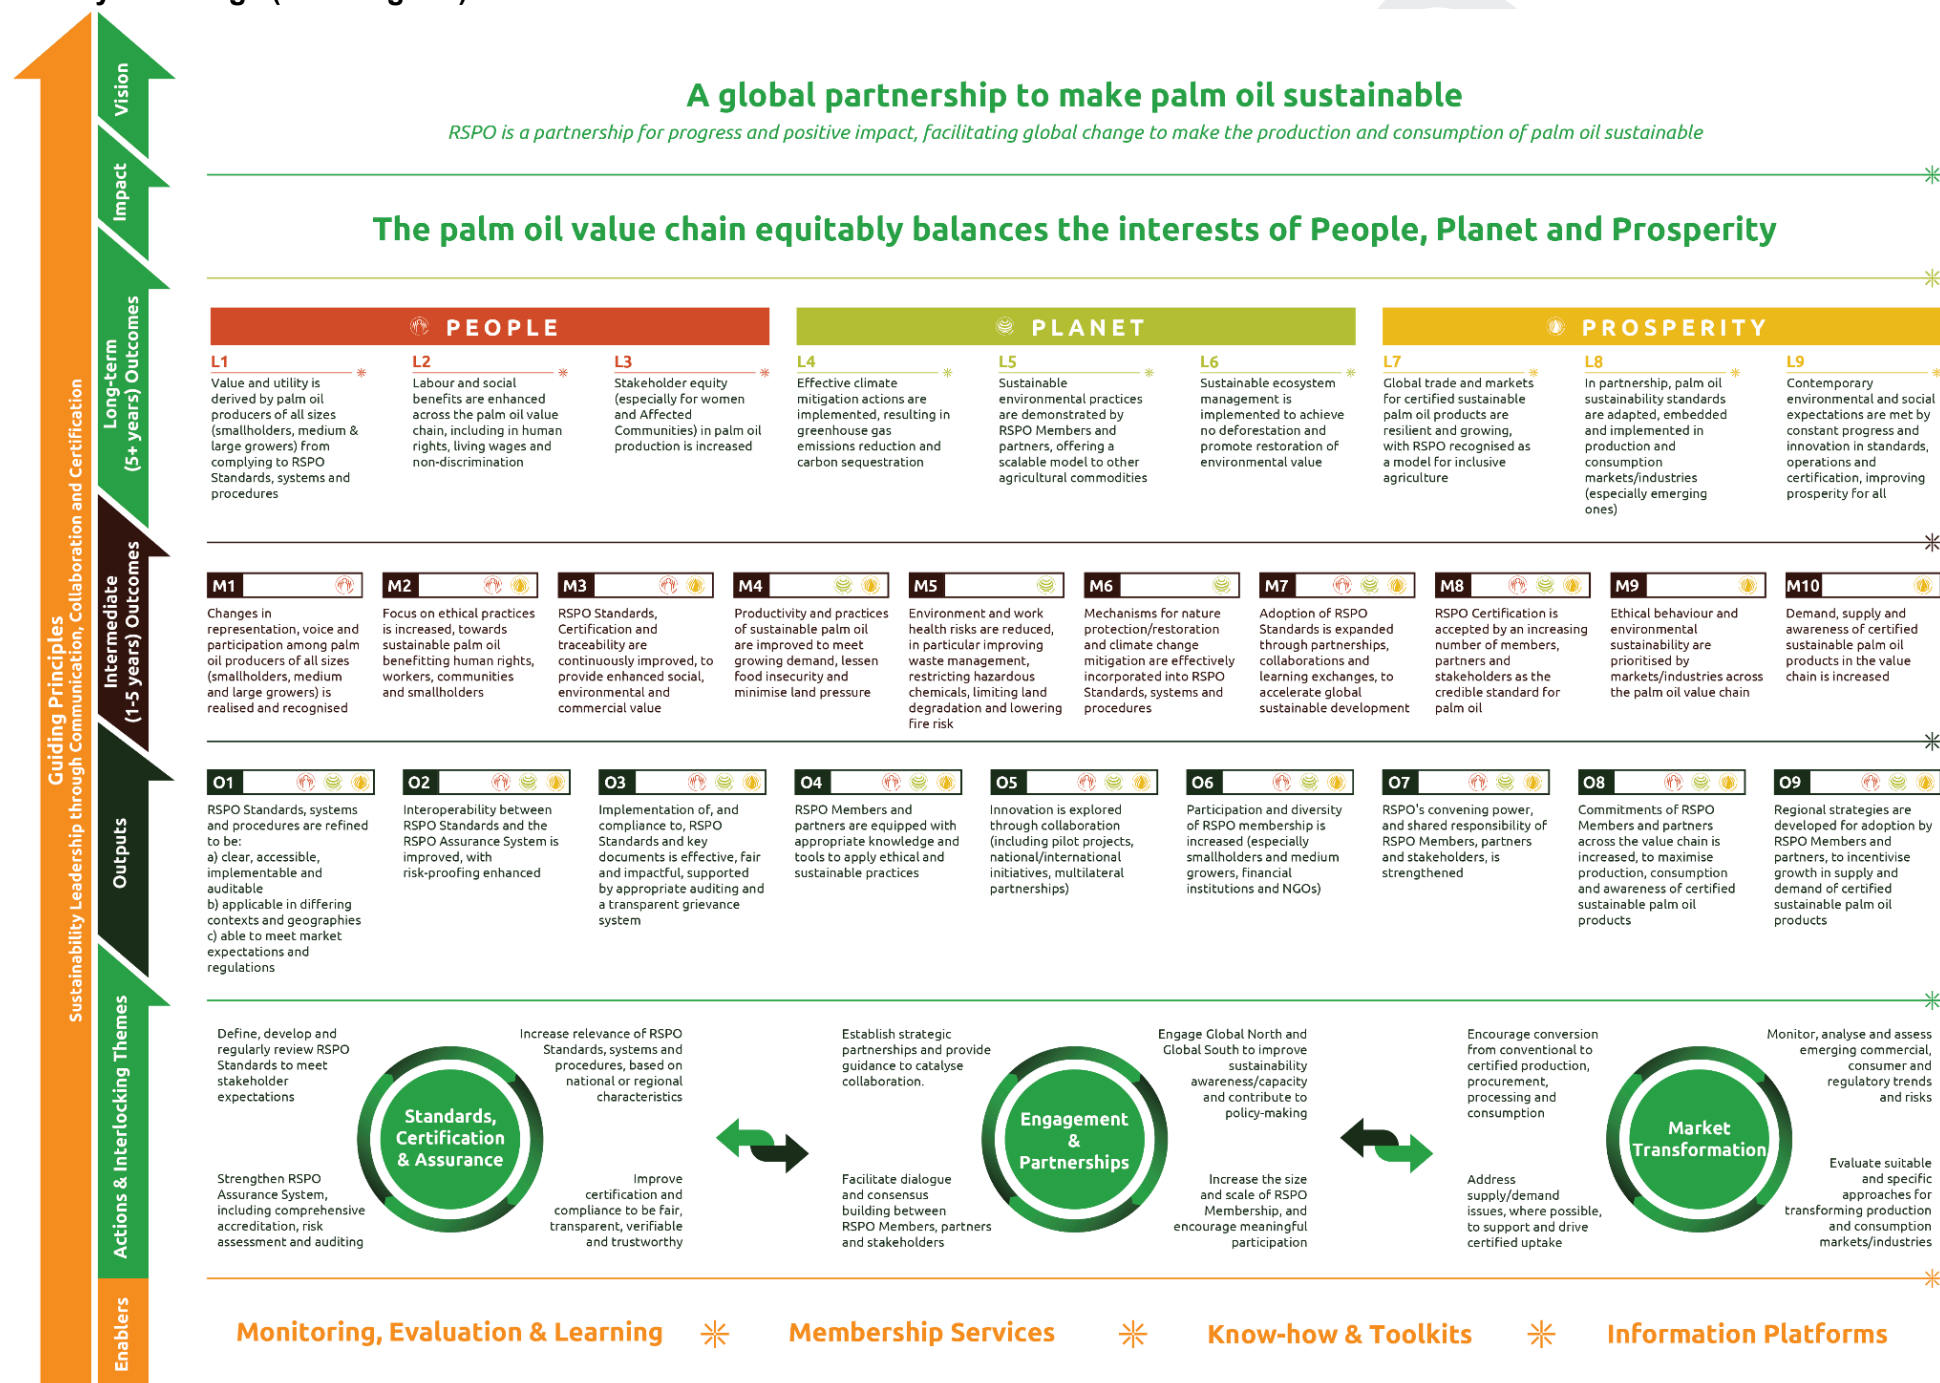 Vision
A global partnership to make palm oil sustainable
RSPO is a partnership for progress and positive impact, facilitating global change to make the production and consumption of palm oil sustainable
Impact
The palm oil value chain equitably balances the interests of People, Planet and Prosperity
Guiding Principles
Sustainability Leadership through Communication, Collaboration and Certification
Long-term
(5+ years) Outcomes
PEOPLE
L1
Value and utility is
derived by palm oil
producers of all sizes
(smallholders, medium &
large growers) from
complying to RSPO
Standards, systems and
procedures
L2
Labour and social
benefits are enhanced
across the palm oil value
chain, including in human
rights, living wages and
non-discrimination
L3
Stakeholder equity
(especially for women
and Affected
Communities) in palm oil
production is increased
PLANET
L4
Effective climate
mitigation actions are
implemented, resulting in
greenhouse gas
emissions reduction and
carbon sequestration
L5
Sustainable
environmental practices
are demonstrated by
RSPO Members and
partners, offering a
scalable model to other
agricultural commodities
L6
Sustainable ecosystem
management is
implemented to achieve
no deforestation and
promote restoration of
environmental value
PROSPERITY
L7
Global trade and markets
for certified sustainable
palm oil products are
resilient and growing,
with RSPO recognised as
a model for inclusive
agriculture
L8
In partnership, palm oil
sustainability standards
are adapted, embedded
and implemented in
production and
consumption
markets/industries
(especially emerging
ones)
L9
Contemporary
environmental and social
expectations are met by
constant progress and
innovation in standards,
operations and
certification, improving
prosperity for all
Intermediate
(1-5 years) Outcomes
M1
Changes in
representation, voice and
participation among palm
oil producers of all sizes
(smallholders, medium
and large growers) is
realised and recognised
M2
Focus on ethical practices
is increased, towards
sustainable palm oil
benefitting human rights,
workers, communities
and smallholders
M3
RSPO Standards,
Certification and
traceability are
continuously improved, to
provide enhanced social,
environmental and
commercial value
M4
Productivity and practices
of sustainable palm oil
are improved to meet
growing demand, lessen
food insecurity and
minimise land pressure
M5
Environment and work
health risks are reduced,
in particular improving
waste management,
restricting hazardous
chemicals, limiting land
degradation and lowering
fire risk
M6
Mechanisms for nature
protection/restoration
and climate change
mitigation are effectively
incorporated into RSPO
Standards, systems and
procedures
M7
Adoption of RSPO
Standards is expanded
through partnerships,
collaborations and
learning exchanges, to
accelerate global
sustainable development
M8
RSPO Certification is
accepted by an increasing
number of members,
partners and
stakeholders as the
credible standard for
palm oil
M9
Ethical behaviour and
environmental
sustainability are
prioritised by
markets/industries across
the palm oil value chain
M10
Demand, supply and
awareness of certified
sustainable palm oil
products in the value
chain is increased
Outputs
O1
RSPO Standards, systems
and procedures are refined
to be:
a) clear, accessible,
implementable and
auditable
b) applicable in differing
contexts and geographies
c) able to meet market
expectations and
regulations
O2
Interoperability between
RSPO Standards and the
RSPO Assurance System is
improved, with
risk-proofing enhanced
O3
Implementation of, and
compliance to, RSPO
Standards and key
documents is effective, fair
and impactful, supported
by appropriate auditing and
a transparent grievance
system
O4
RSPO Members and
partners are equipped with
appropriate knowledge and
tools to apply ethical and
sustainable practices
O5
Innovation is explored
through collaboration
(including pilot projects,
national/international
initiatives, multilateral
partnerships)
O6
Participation and diversity
of RSPO membership is
increased (especially
smallholders and medium
growers, financial
institutions and NGOs)
O7
RSPO's convening power,
and shared responsibility of
RSPO Members, partners
and stakeholders, is
strengthened
O8
Commitments of RSPO
Members and partners
across the value chain is
increased, to maximise
production, consumption
and awareness of certified
sustainable palm oil
products
O9
Regional strategies are
developed for adoption by
RSPO Members and
partners, to incentivise
growth in supply and
demand of certified
sustainable palm oil
products
Actions & Interlocking Themes
Define, develop and
regularly review RSPO
Standards to meet
stakeholder
expectations
Increase relevance of RSPO
Standards, systems and
procedures, based on
national or regional
characteristics
Standards,
Certification
& Assurance
Strengthen RSPO
Assurance System,
including comprehensive
accreditation, risk
assessment and auditing
Improve
certification and
compliance to be fair,
transparent, verifiable
and trustworthy
Establish strategic
partnerships and provide
guidance to catalyse
collaboration.
Engage Global North and
Global South to improve
sustainability
awareness/capacity
and contribute to
policy-making
Engagement
&
Partnerships
Facilitate dialogue
and consensus
building between
RSPO Members, partners
and stakeholders
Increase the size
and scale of RSPO
Membership, and
encourage meaningful
participation
Encourage conversion
from conventional to
certified production,
procurement,
processing and
consumption
Monitor, analyse and assess
emerging commercial,
consumer and
regulatory trends
and risks
Market
Transformation
Address
supply/demand
issues, where possible,
to support and drive
certified uptake
Evaluate suitable
and specific
approaches for
transforming production
and consumption
markets/industries
Enablers
Monitoring, Evaluation & Learning
Membership Services
Know-how & Toolkits
Information Platforms